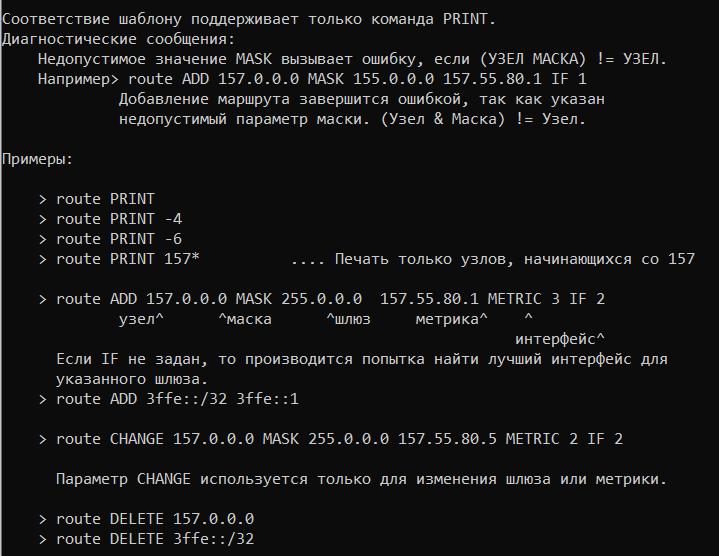 Соответствие шаблону поддерживает только команда PRINT.
Диагностические сообщения:
    Недопустимое значение MASK вызывает ошибку, если (УЗЕЛ МАСКА) != УЗЕЛ.
    Например> route ADD 157.0.0.0 MASK 155.0.0.0 157.55.80.1 IF 1
             Добавление маршрута завершится ошибкой, так как указан
             недопустимый параметр маски. (Узел & Маска) != Узел.
Примеры:
    > route PRINT
    > route PRINT -4
    > route PRINT -6
    > route PRINT 157*          .... Печать только узлов, начинающихся со 157
    > route ADD 157.0.0.0 MASK 255.0.0.0  157.55.80.1 METRIC 3 IF 2
             узел^      ^маска      ^шлюз     метрика^    ^
                                                         интерфейс^
      Если IF не задан, то производится попытка найти лучший интерфейс для
      указанного шлюза.
    > route ADD 3ffe::/32 3ffe::1
    > route CHANGE 157.0.0.0 MASK 255.0.0.0 157.55.80.5 METRIC 2 IF 2
      Параметр CHANGE используется только для изменения шлюза или метрики.
    > route DELETE 157.0.0.0
    > route DELETE 3ffe::/32